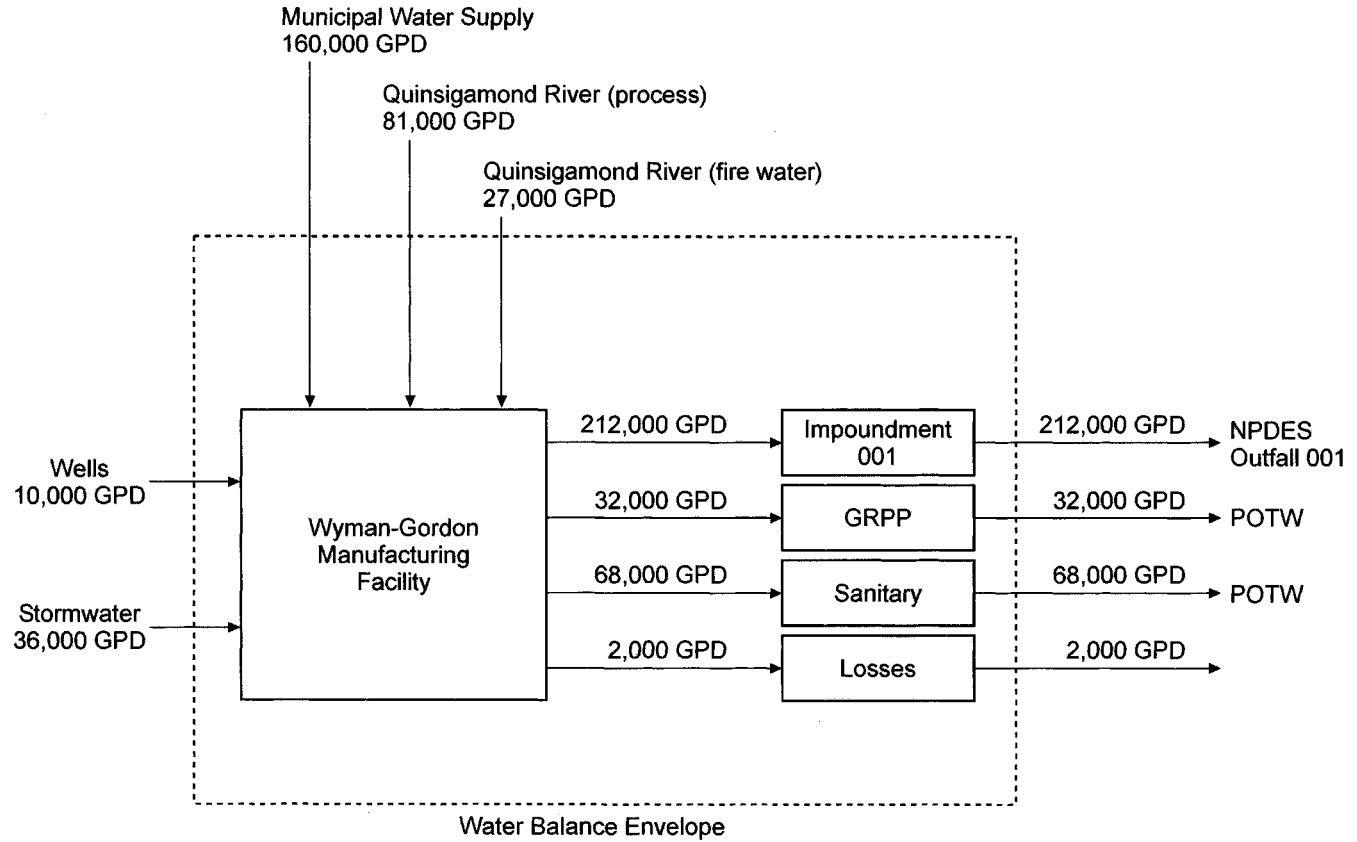 Municipal Water Supply
160,000 GPD
Quinsigamond River (process)
81,000 GPD
Quinsigamond River (fire water)
27,000 GPD
Wells
10,000 GPD
Stormwater
36,000 GPD
Wyman-Gordon
Manufacturing
Facility
212,000 GPD
Impoundment
001
212,000 GPD
NPDES
Outfall 001
32,000 GPD
GRPP
32,000 GPD
POTW
68,000 GPD
Sanitary
68,000 GPD
POTW
2,000 GPD
Losses
2,000 GPD
Water Balance Envelope